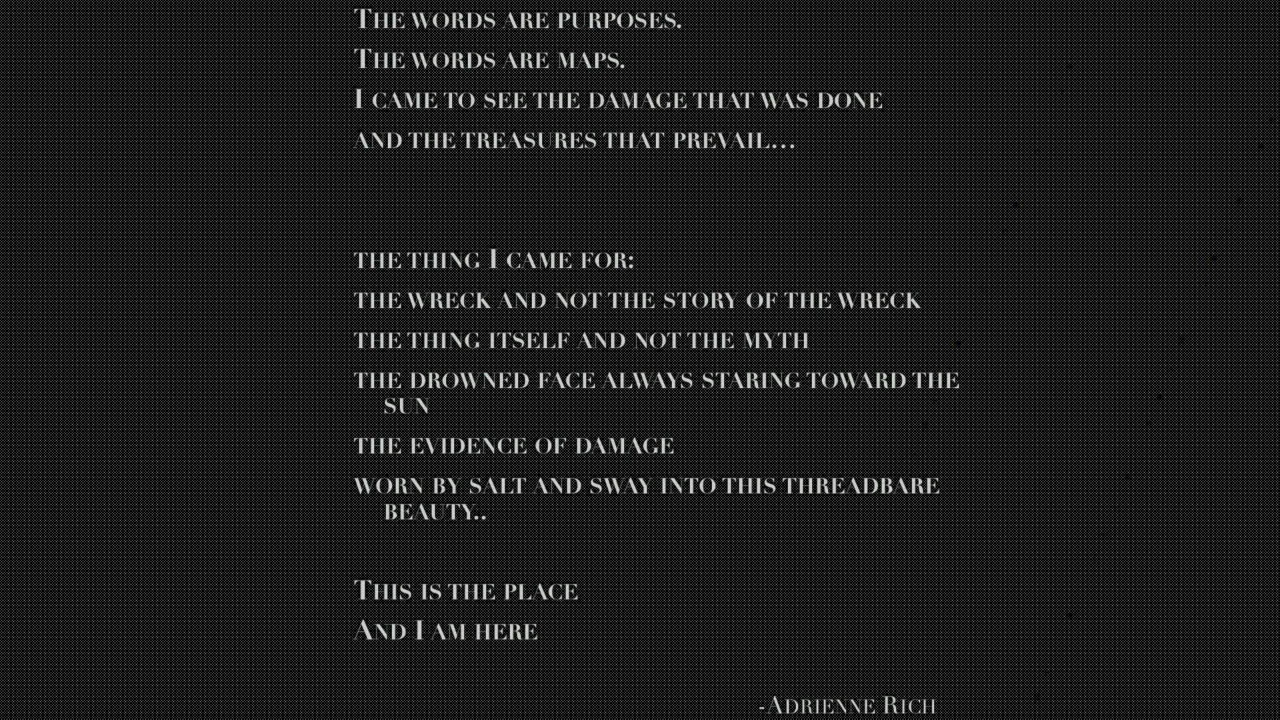 The words are purposes.
The words are maps.
I came to see the damage that was done
and the treasures that prevail…
the thing I came for:
the wreck and not the story of the wreck
the thing itself and not the myth
the drowned face always staring toward the
sun
the evidence of damage
worn by salt and sway into this threadbare
beauty..
This is the place
And I am here
-Adrienne Rich